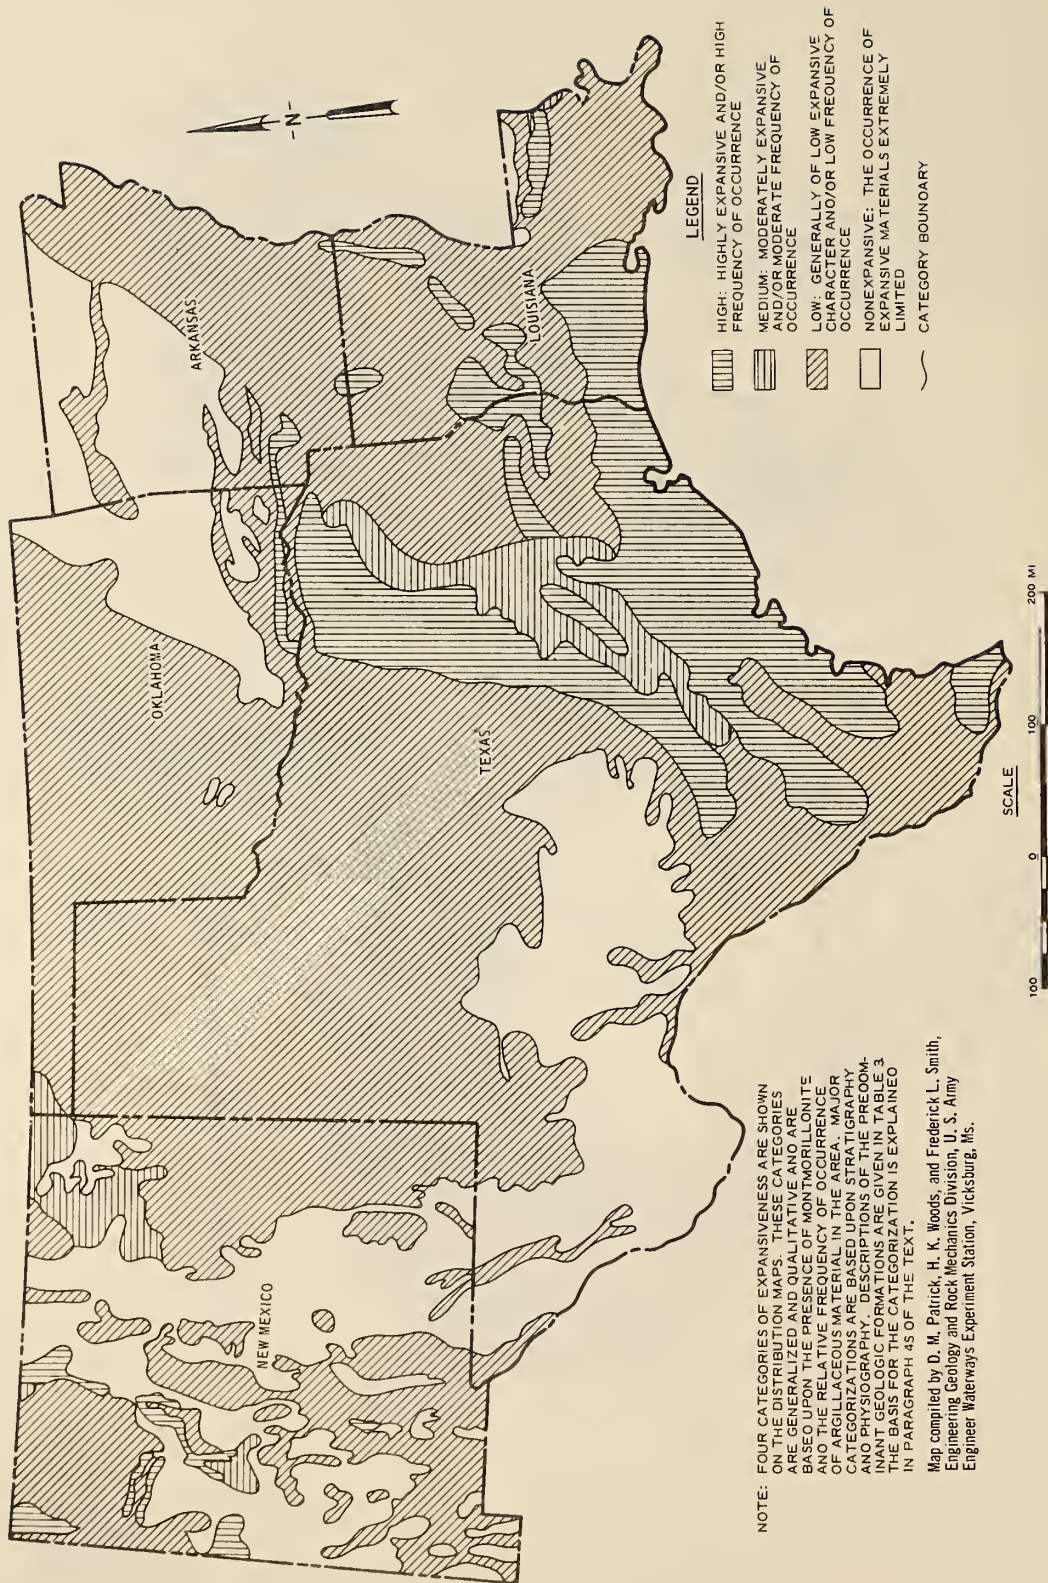 -N-
ARKANSAS
OKLAHOMA
LOUISIANA
TEXAS
NEW MEXICO
LEGEND
HIGH: HIGHLY EXPANSIVE AND/OR HIGH
FREQUENCY OF OCCURRENCE
MEDIUM: MODERATELY EXPANSIVE
AND/OR MODERATE FREQUENCY OF
OCCURRENCE
LOW: GENERALLY OF LOW EXPANSIVE
CHARACTER AND/OR LOW FREQUENCY OF
OCCURRENCE
NONEXPANSIVE: THE OCCURRENCE OF
EXPANSIVE MATERIALS EXTREMELY
LIMITED
CATEGORY BOUNDARY
SCALE
100 0 100 200 MI
NOTE: FOUR CATEGORIES OF EXPANSIVENESS ARE SHOWN
ON THE DISTRIBUTION MAPS. THESE CATEGORIES
ARE GENERALIZED AND QUALITATIVE AND ARE
BASED UPON THE PRESENCE OF MONTMORILLONITE
AND THE RELATIVE FREQUENCY OF OCCURRENCE
OF ARGILLACEOUS MATERIAL IN THE AREA. MAJOR
CATEGORIZATIONS ARE BASED UPON STRATIGRAPHY
AND PHYSIOGRAPHY. DESCRIPTIONS OF THE PREDOM-
INANT GEOLOGIC FORMATIONS ARE GIVEN IN TABLE 3.
THE BASIS FOR THE CATEGORIZATION IS EXPLAINED
IN PARAGRAPH 45 OF THE TEXT.
Map compiled by D. M. Patrick, H. K. Woods, and Frederick L. Smith,
Engineering Geology and Rock Mechanics Division, U. S. Army
Engineer Waterways Experiment Station, Vicksburg, Ms.